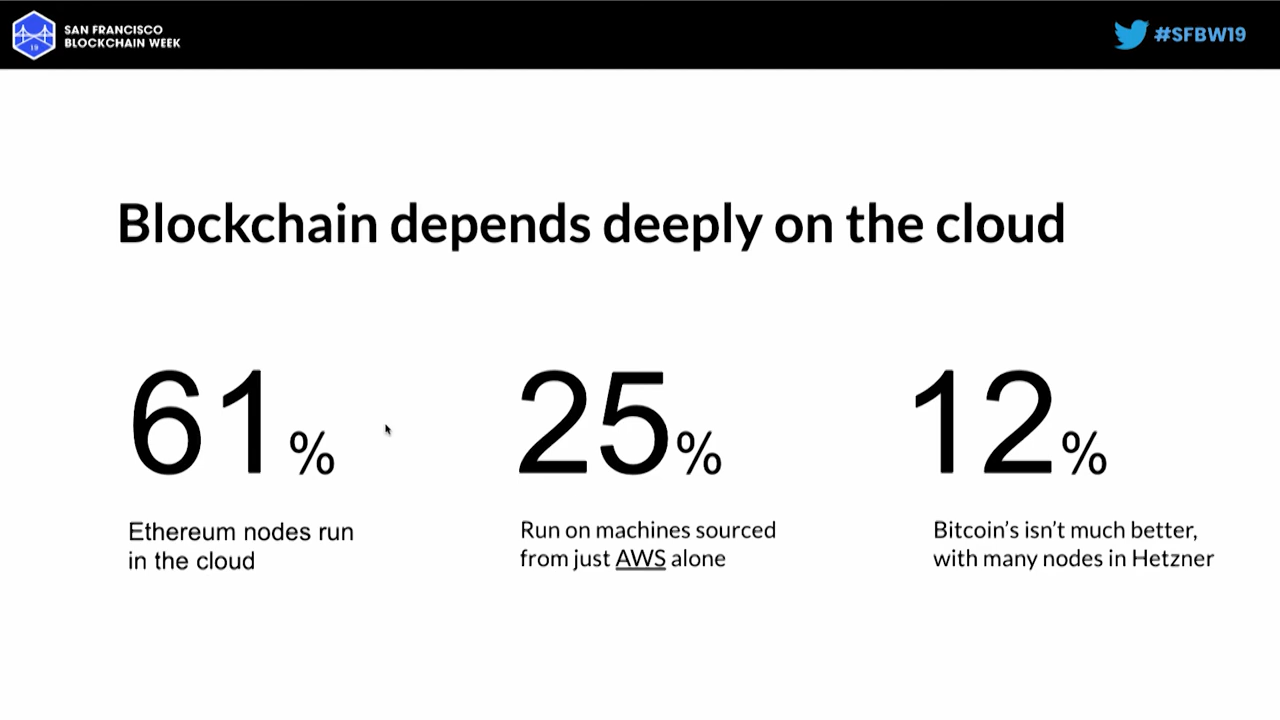 SAN FRANCISCO
BLOCKCHAIN WEEK
19
#SFBW19
Blockchain depends deeply on the cloud
61%
25%
12%
Ethereum nodes run
in the cloud
Run on machines sourced
from just AWS alone
Bitcoin’s isn’t much better,
with many nodes in Hetzner